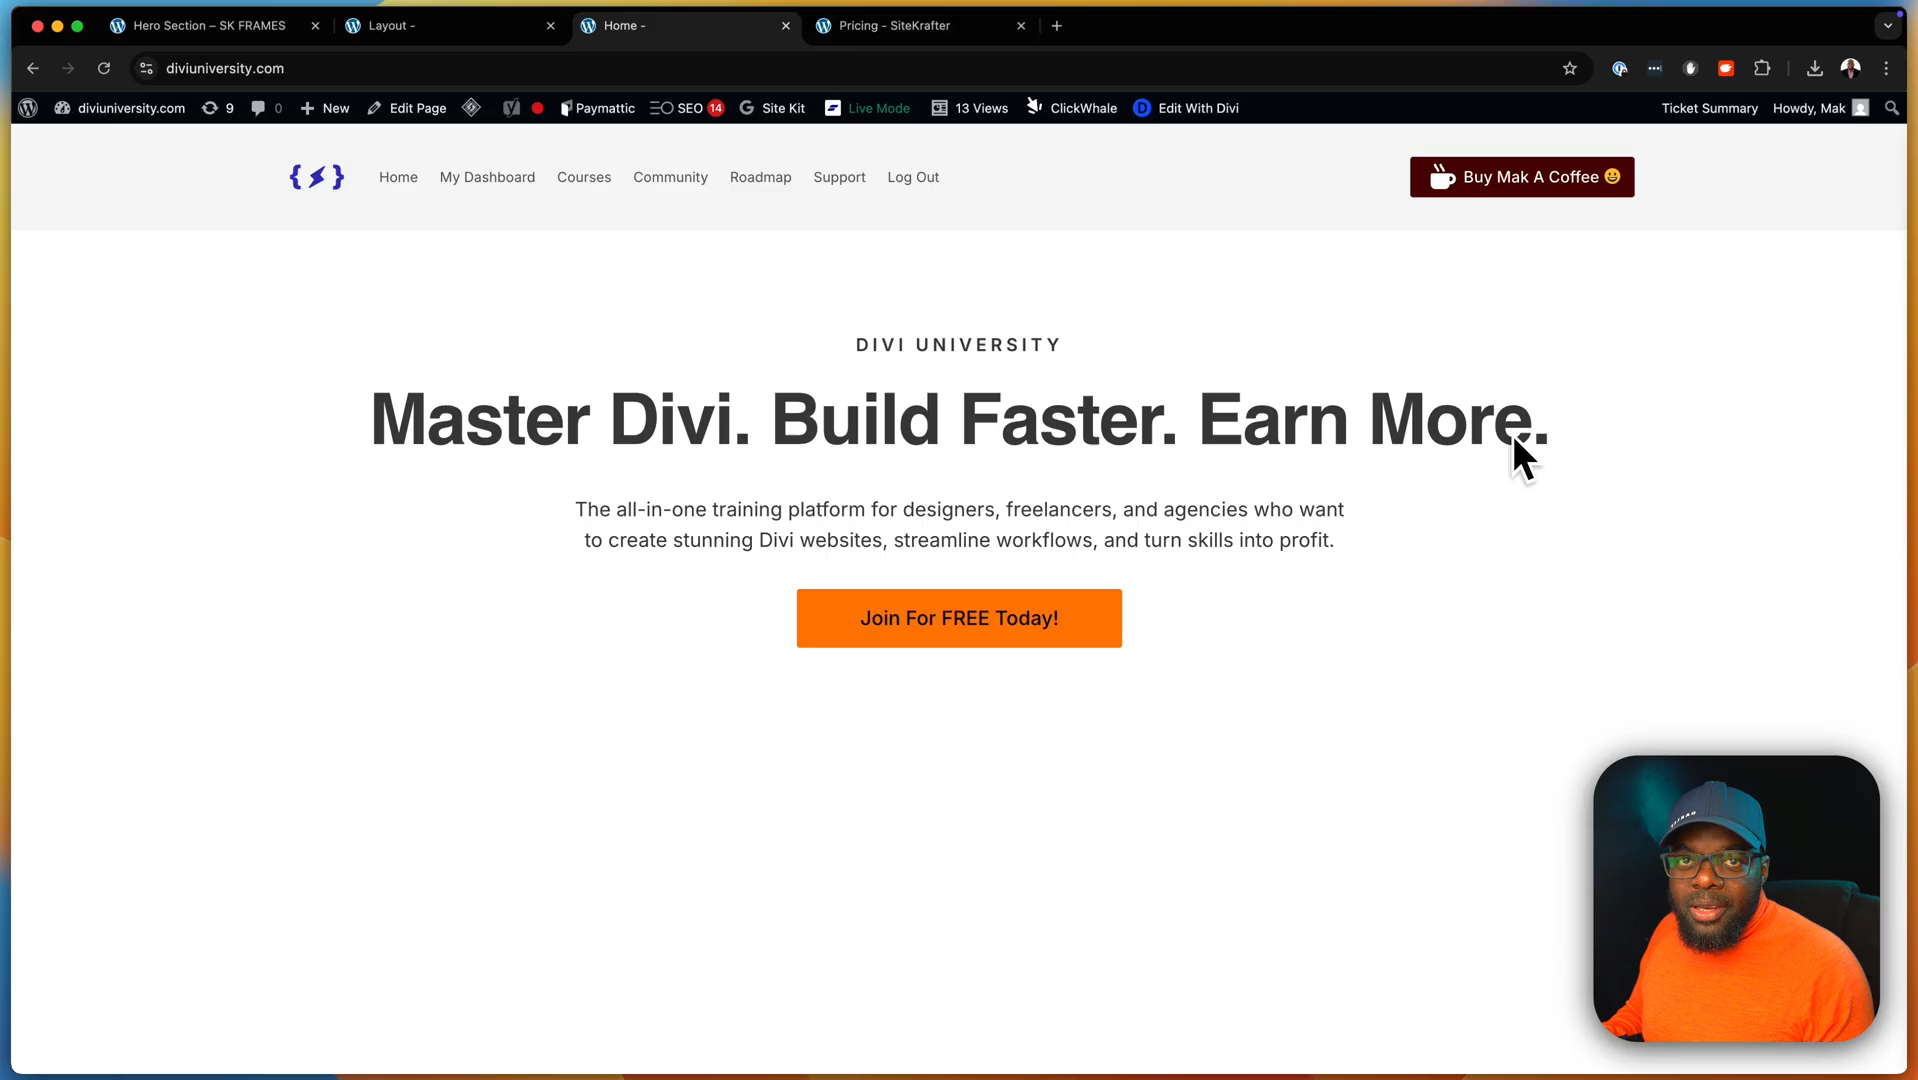 Hero Section – SK FRAMES
Layout -
Home -
Pricing - SiteKrafter
diviuniversity.com
diviuniversity.com 9 0 New Edit Page Paymattic SEO 14 Site Kit Live Mode 13 Views ClickWhale Edit With Divi Ticket Summary Howdy, Mak
Home My Dashboard Courses Community Roadmap Support Log Out
Buy Mak A Coffee 😀
DIVI UNIVERSITY
Master Divi. Build Faster. Earn More.
The all-in-one training platform for designers, freelancers, and agencies who want
to create stunning Divi websites, streamline workflows, and turn skills into profit.
Join For FREE Today!